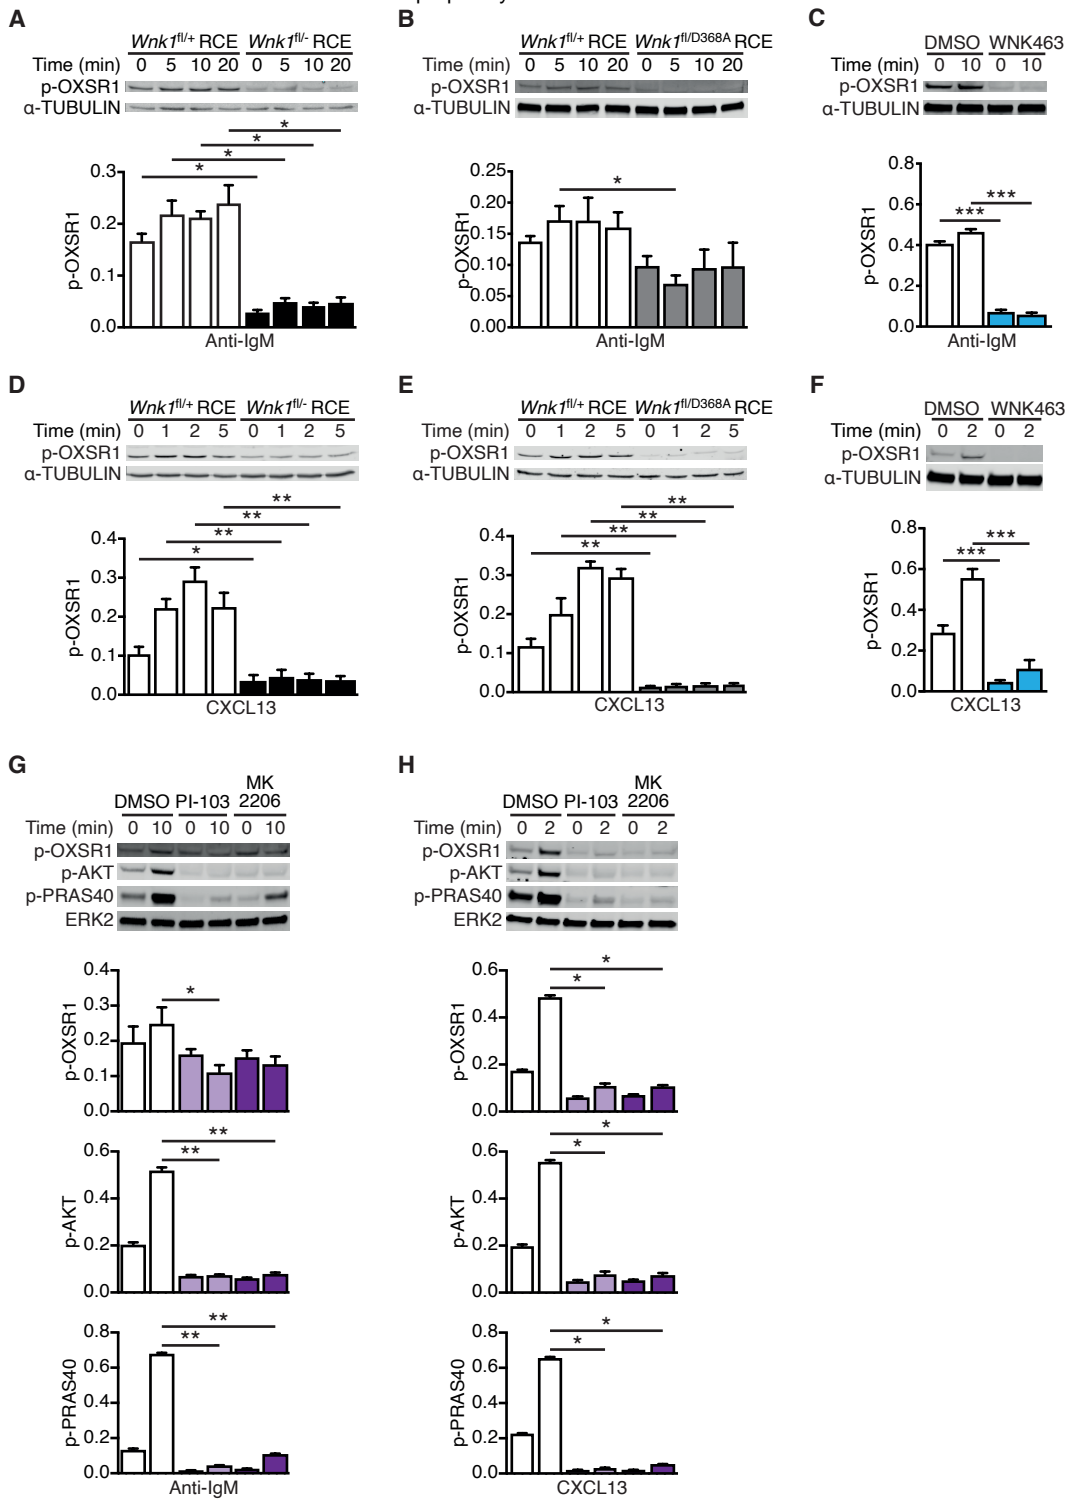 A
Wnk1fl/+ RCE Wnk1fl/- RCE
Time (min) 0 5 10 20 0 5 10 20
p-OXSR1
α-TUBULIN
* * * *
p-OXSR1
0.3
0.2
0.1
0.0
Anti-IgM
B
Wnk1fl/+ RCE Wnk1fl/D368A RCE
Time (min) 0 5 10 20 0 5 10 20
p-OXSR1
α-TUBULIN
*
p-OXSR1
0.25
0.20
0.15
0.10
0.05
0.00
Anti-IgM
C
DMSO WNK463
Time (min) 0 10 0 10
p-OXSR1
α-TUBULIN
*** ***
p-OXSR1
0.8
0.6
0.4
0.2
0.0
Anti-IgM
D
Wnk1fl/+ RCE Wnk1fl/- RCE
Time (min) 0 1 2 5 0 1 2 5
p-OXSR1
α-TUBULIN
** ** ** *
p-OXSR1
0.4
0.3
0.2
0.1
0.0
CXCL13
E
Wnk1fl/+ RCE Wnk1fl/D368A RCE
Time (min) 0 1 2 5 0 1 2 5
p-OXSR1
α-TUBULIN
** ** ** **
p-OXSR1
0.4
0.3
0.2
0.1
0.0
CXCL13
F
DMSO WNK463
Time (min) 0 2 0 2
p-OXSR1
α-TUBULIN
*** ***
p-OXSR1
0.8
0.6
0.4
0.2
0.0
CXCL13
G
DMSO PI-103 MK 2206
Time (min) 0 10 0 10 0 10
p-OXSR1
p-AKT
p-PRAS40
ERK2
*
p-OXSR1
0.4
0.3
0.2
0.1
0.0
** **
p-AKT
0.6
0.4
0.2
0.0
** **
p-PRAS40
0.8
0.6
0.4
0.2
0.0
Anti-IgM
H
DMSO PI-103 MK 2206
Time (min) 0 2 0 2 0 2
p-OXSR1
p-AKT
p-PRAS40
ERK2
* *
p-OXSR1
0.6
0.4
0.2
0.0
* *
p-AKT
0.6
0.4
0.2
0.0
* *
p-PRAS40
0.8
0.6
0.4
0.2
0.0
CXCL13